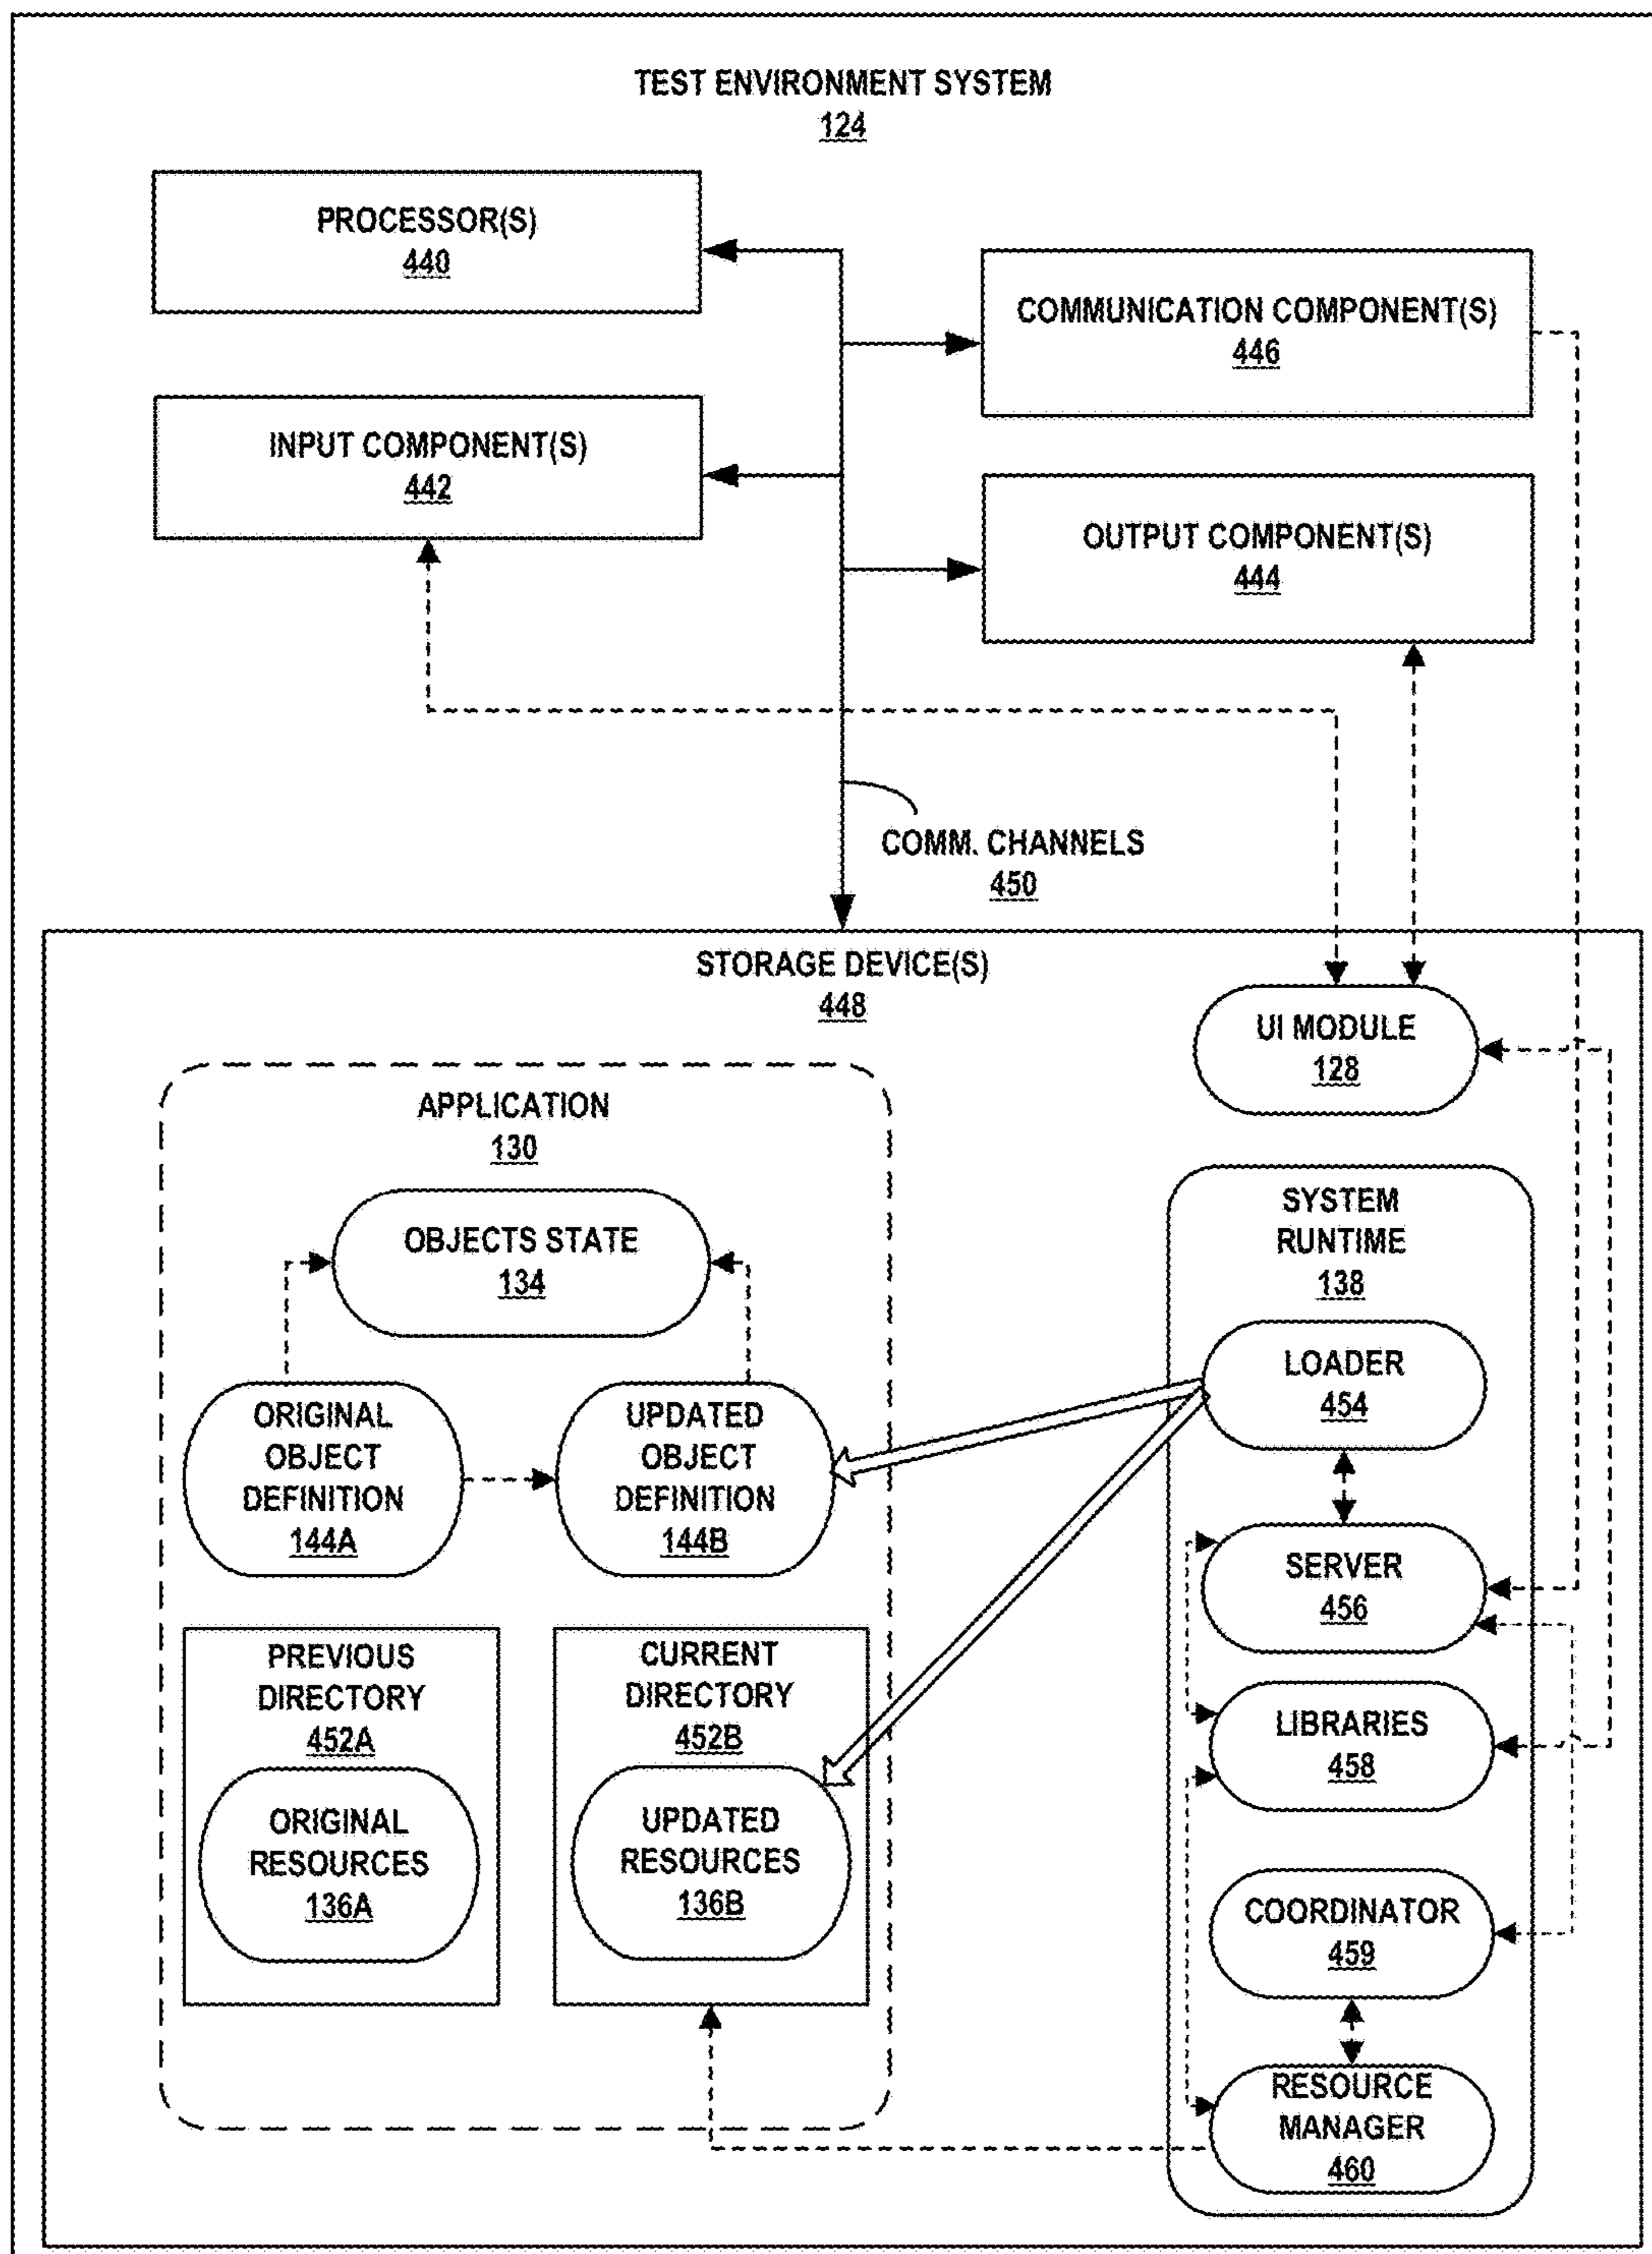 TEST ENVIRONMENT SYSTEM
124
PROCESSOR(S)
440
COMMUNICATION COMPONENT(S)
446
INPUT COMPONENT(S)
442
OUTPUT COMPONENT(S)
444
COMM. CHANNELS
450
STORAGE DEVICE(S)
448
UI MODULE
128
APPLICATION
130
OBJECTS STATE
134
ORIGINAL
OBJECT
DEFINITION
144A
UPDATED
OBJECT
DEFINITION
144B
PREVIOUS
DIRECTORY
452A
ORIGINAL
RESOURCES
136A
CURRENT
DIRECTORY
452B
UPDATED
RESOURCES
136B
SYSTEM
RUNTIME
138
LOADER
454
SERVER
456
LIBRARIES
458
COORDINATOR
459
RESOURCE
MANAGER
460